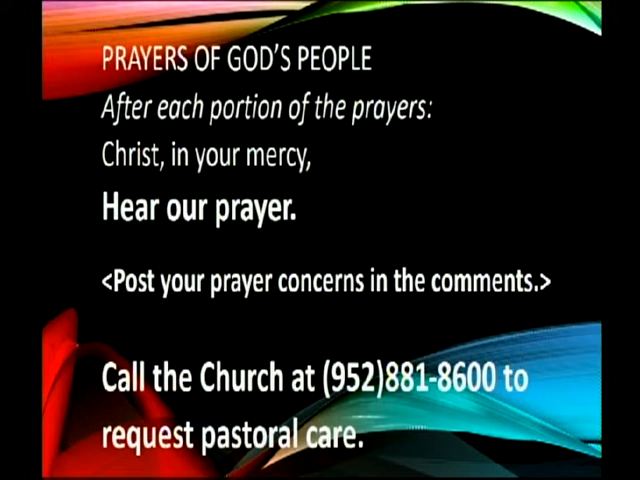 PRAYERS OF GOD'S PEOPLE
After each portion of the prayers:
Christ, in your mercy,
Hear our prayer.
<Post your prayer concerns in the comments.>
Call the Church at (952)881-8600 to
request pastoral care.